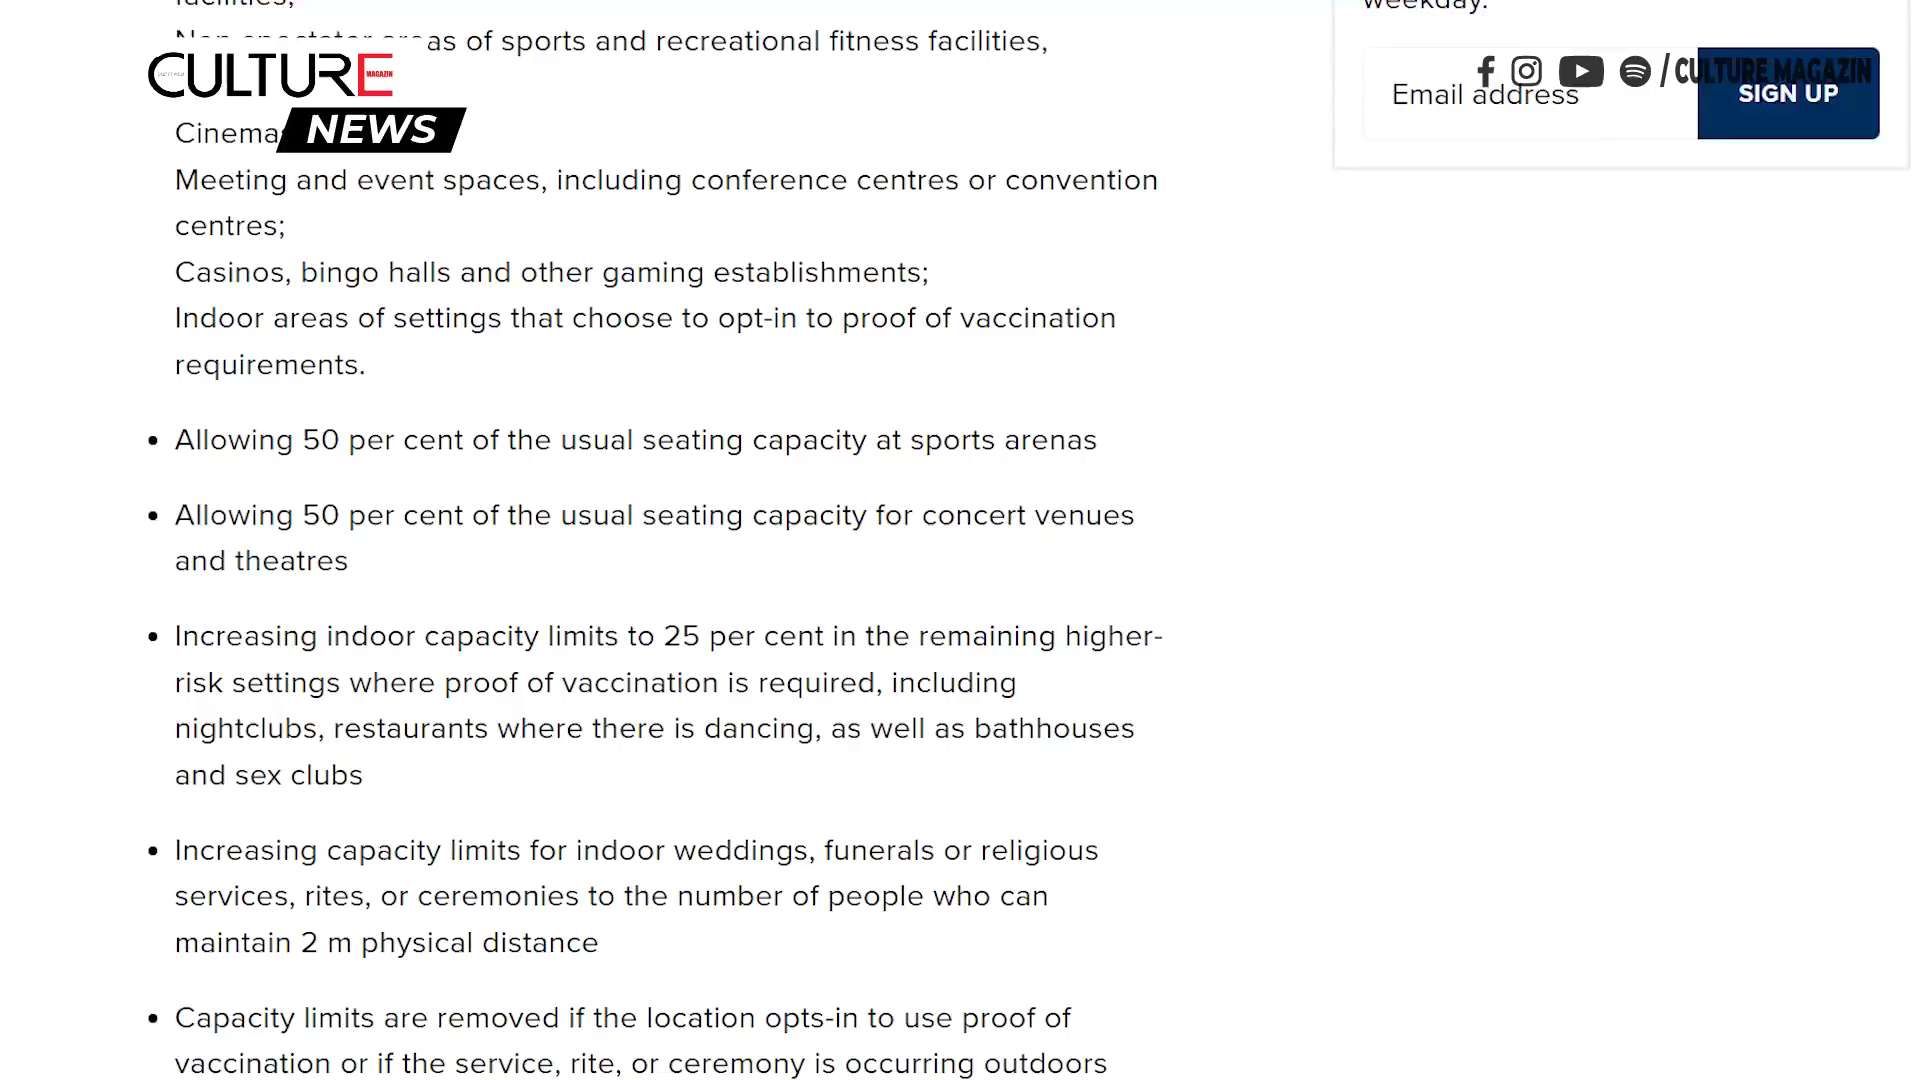 facilities;
weekday.
Non-spectator areas of sports and recreational fitness facilities,
CULTURE
MAGAZIN
NEWS
/ CULTURE MAGAZIN
Email address
SIGN UP
Cinemas
Meeting and event spaces, including conference centres or convention
centres;
Casinos, bingo halls and other gaming establishments;
Indoor areas of settings that choose to opt-in to proof of vaccination
requirements.
• Allowing 50 per cent of the usual seating capacity at sports arenas
• Allowing 50 per cent of the usual seating capacity for concert venues
and theatres
• Increasing indoor capacity limits to 25 per cent in the remaining higher-
risk settings where proof of vaccination is required, including
nightclubs, restaurants where there is dancing, as well as bathhouses
and sex clubs
• Increasing capacity limits for indoor weddings, funerals or religious
services, rites, or ceremonies to the number of people who can
maintain 2 m physical distance
• Capacity limits are removed if the location opts-in to use proof of
vaccination or if the service, rite, or ceremony is occurring outdoors